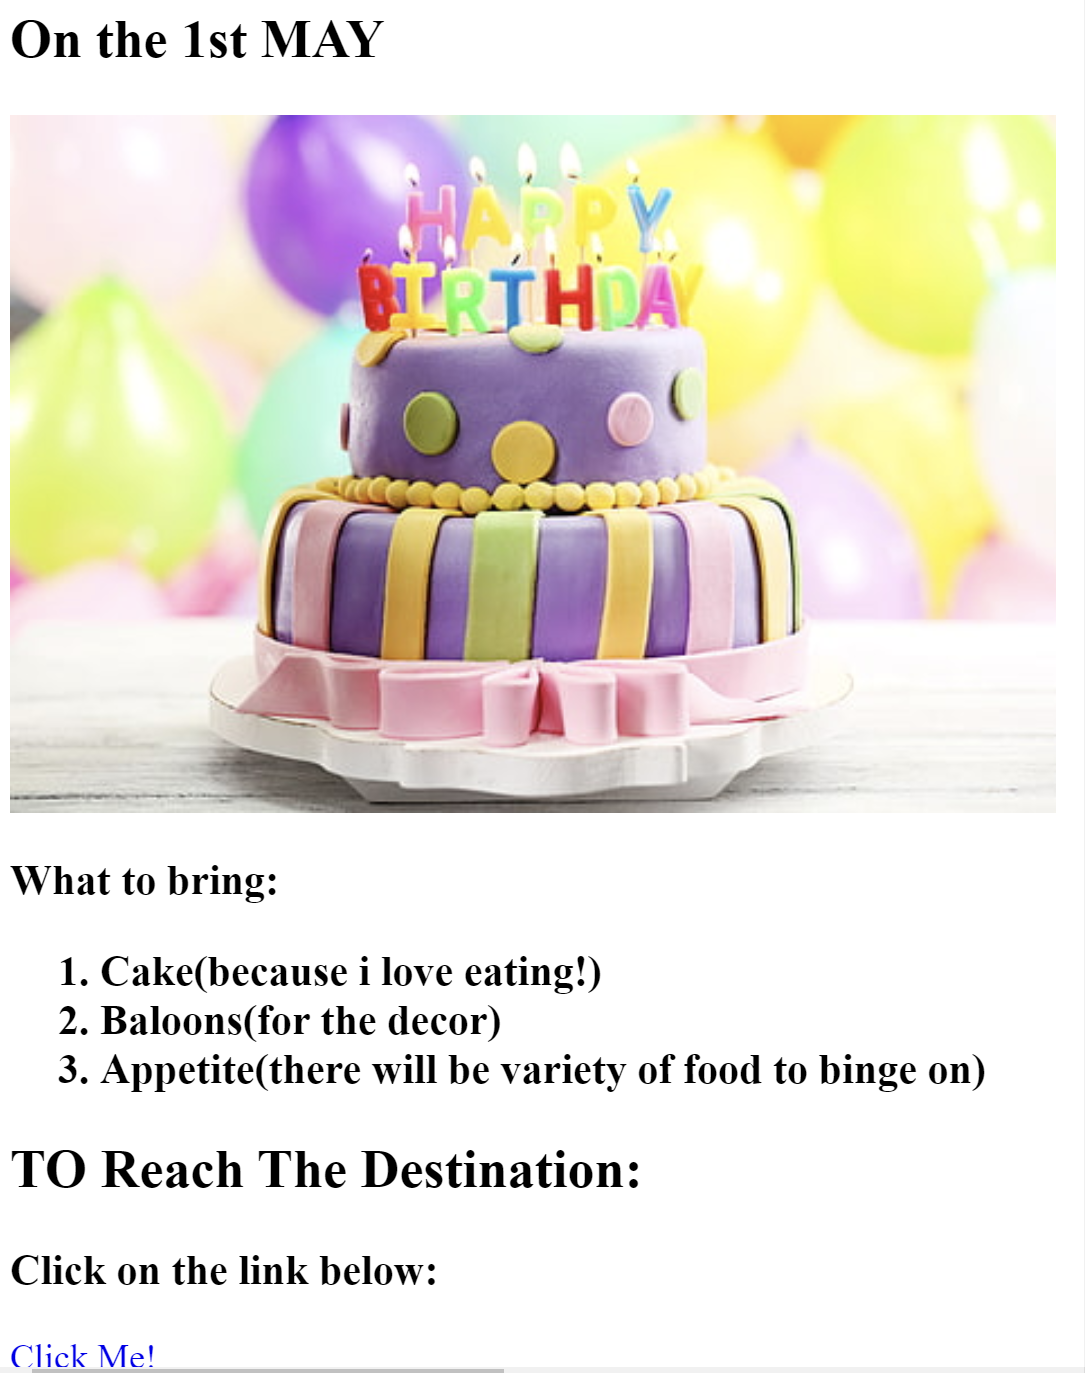 On the 1st MAY
HAPPY
BIRTHDAY
What to bring:
1. Cake(because i love eating!)
2. Baloons(for the decor)
3. Appetite(there will be variety of food to binge on)
TO Reach The Destination:
Click on the link below:
Click Me!